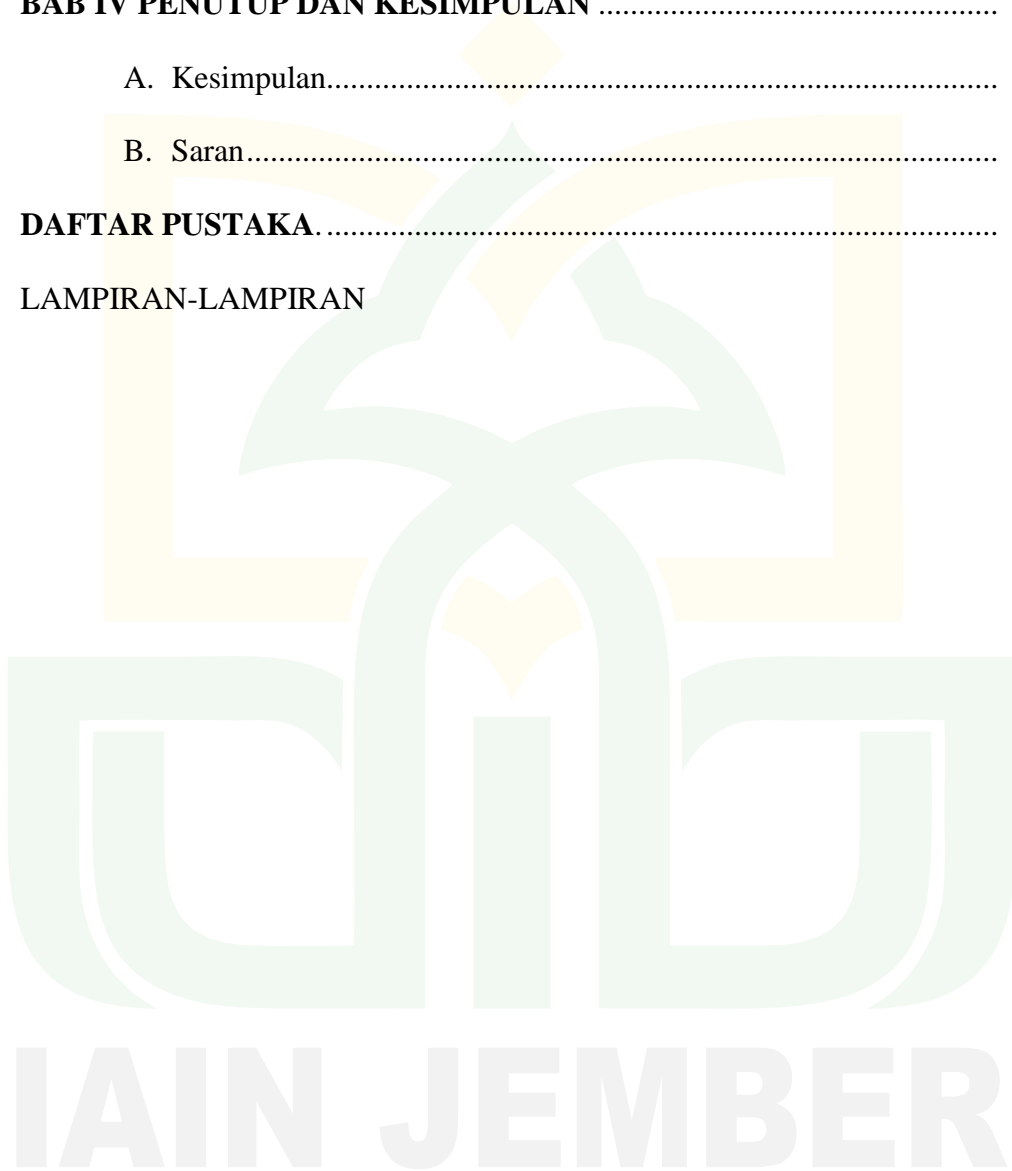 BAB IV PENUTUP DAN KESIMPULAN ..................................................
A. Kesimpulan....................................................................................
B. Saran..............................................................................................
DAFTAR PUSTAKA. ....................................................................................
LAMPIRAN-LAMPIRAN
IAIN JEMBER